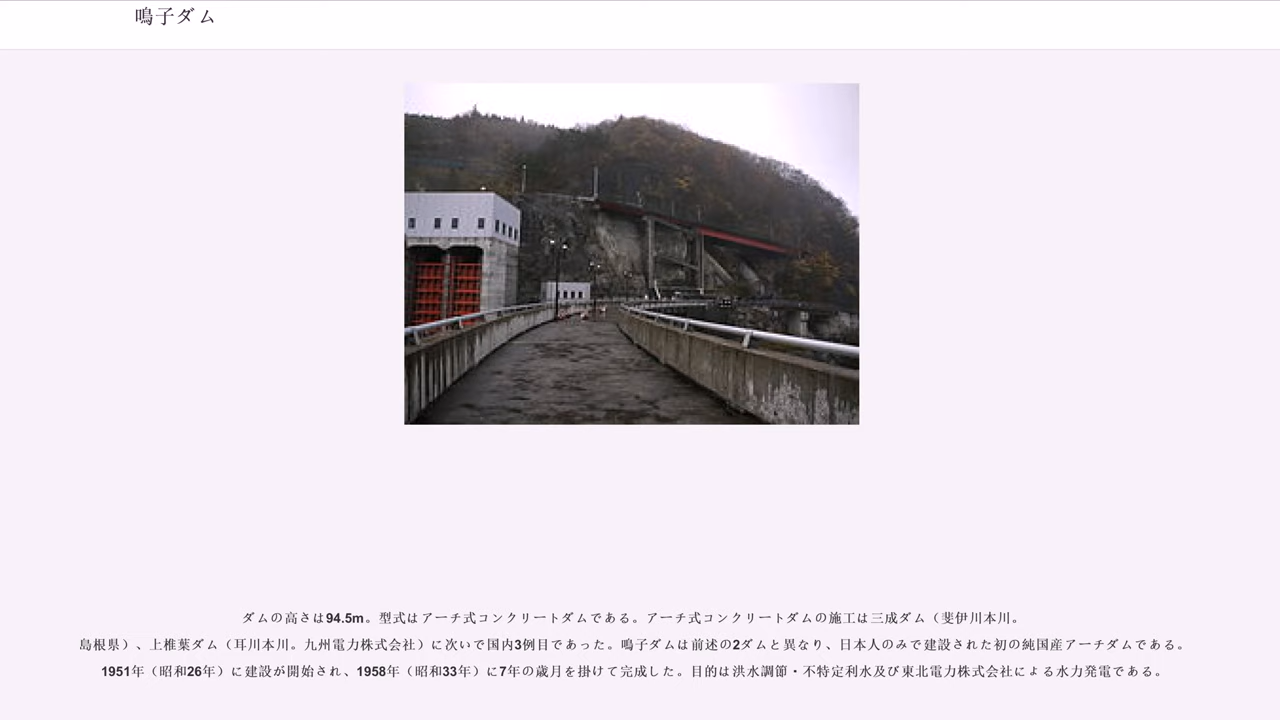 鳴子ダム
ダムの高さは94.5m。型式はアーチ式コンクリートダムである。アーチ式コンクリートダムの施工は三成ダム（斐伊川本川。
島根県）、上椎葉ダム（耳川本川。九州電力株式会社）に次いで国内3例目であった。鳴子ダムは前述の2ダムと異なり、日本人のみで建設された初の純国産アーチダムである。
1951年（昭和26年）に建設が開始され、1958年（昭和33年）に7年の歳月を掛けて完成した。目的は洪水調節・不特定利水及び東北電力株式会社による水力発電である。